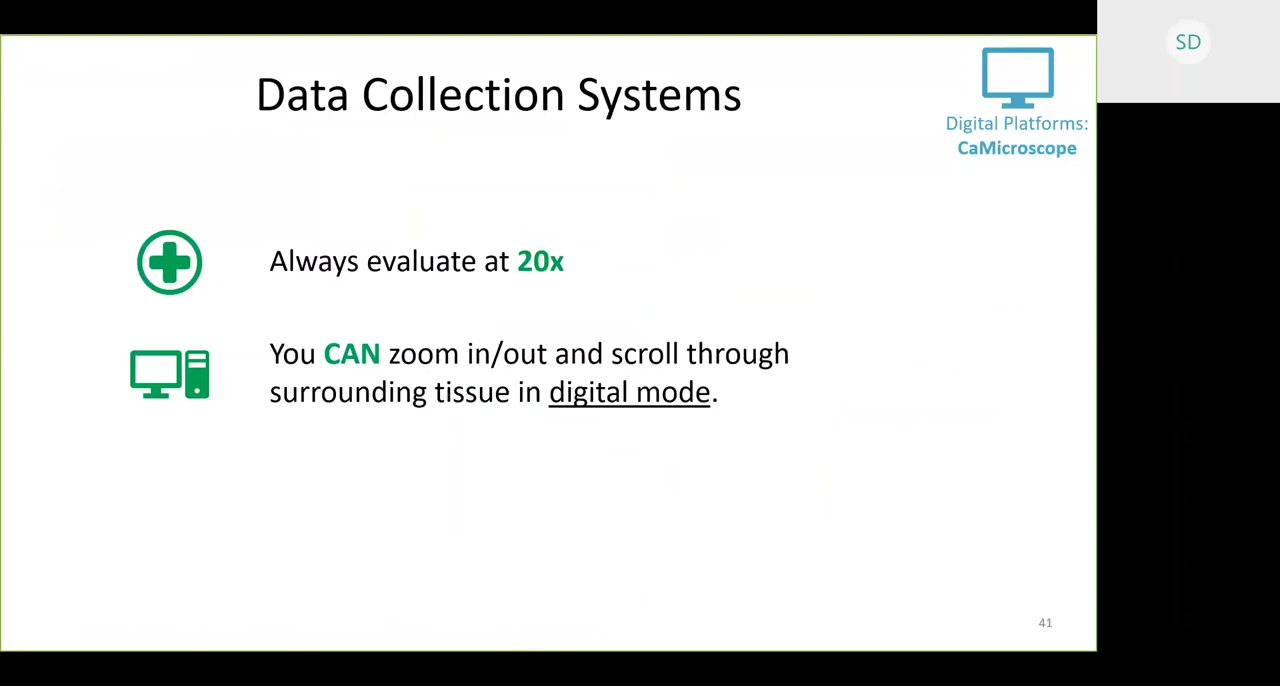 SD
Data Collection Systems
Digital Platforms:
CaMicroscope
Always evaluate at 20x
You CAN zoom in/out and scroll through
surrounding tissue in digital mode.
41